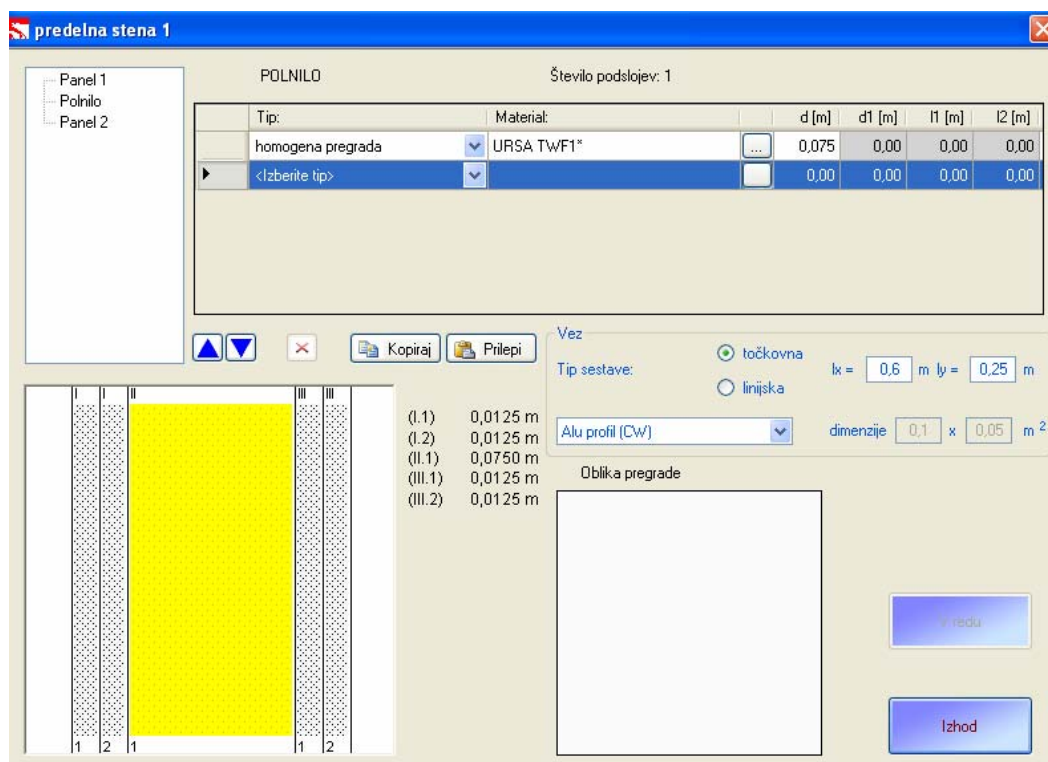 predelna stena 1
Panel 1
Polnilo
Panel 2
POLNILO
Število podslojev: 1
Tip: Material: d [m] d1 [m] l1 [m] l2 [m]
homogena pregrada URSA TWF1* ... 0,075 0,00 0,00 0,00
<Izberite tip> 0,00 0,00 0,00 0,00
Kopiraj Prilepi
Vez
Tip sestave:
točkovna
linijska
lx = 0,6 m ly = 0,25 m
Alu profil (CW)
dimenzije 0,1 x 0,05 m 2
I I II III III
1 2 1 1 2
(I.1) 0,0125 m
(I.2) 0,0125 m
(II.1) 0,0750 m
(III.1) 0,0125 m
(III.2) 0,0125 m
Oblika pregrade
V redu
Izhod